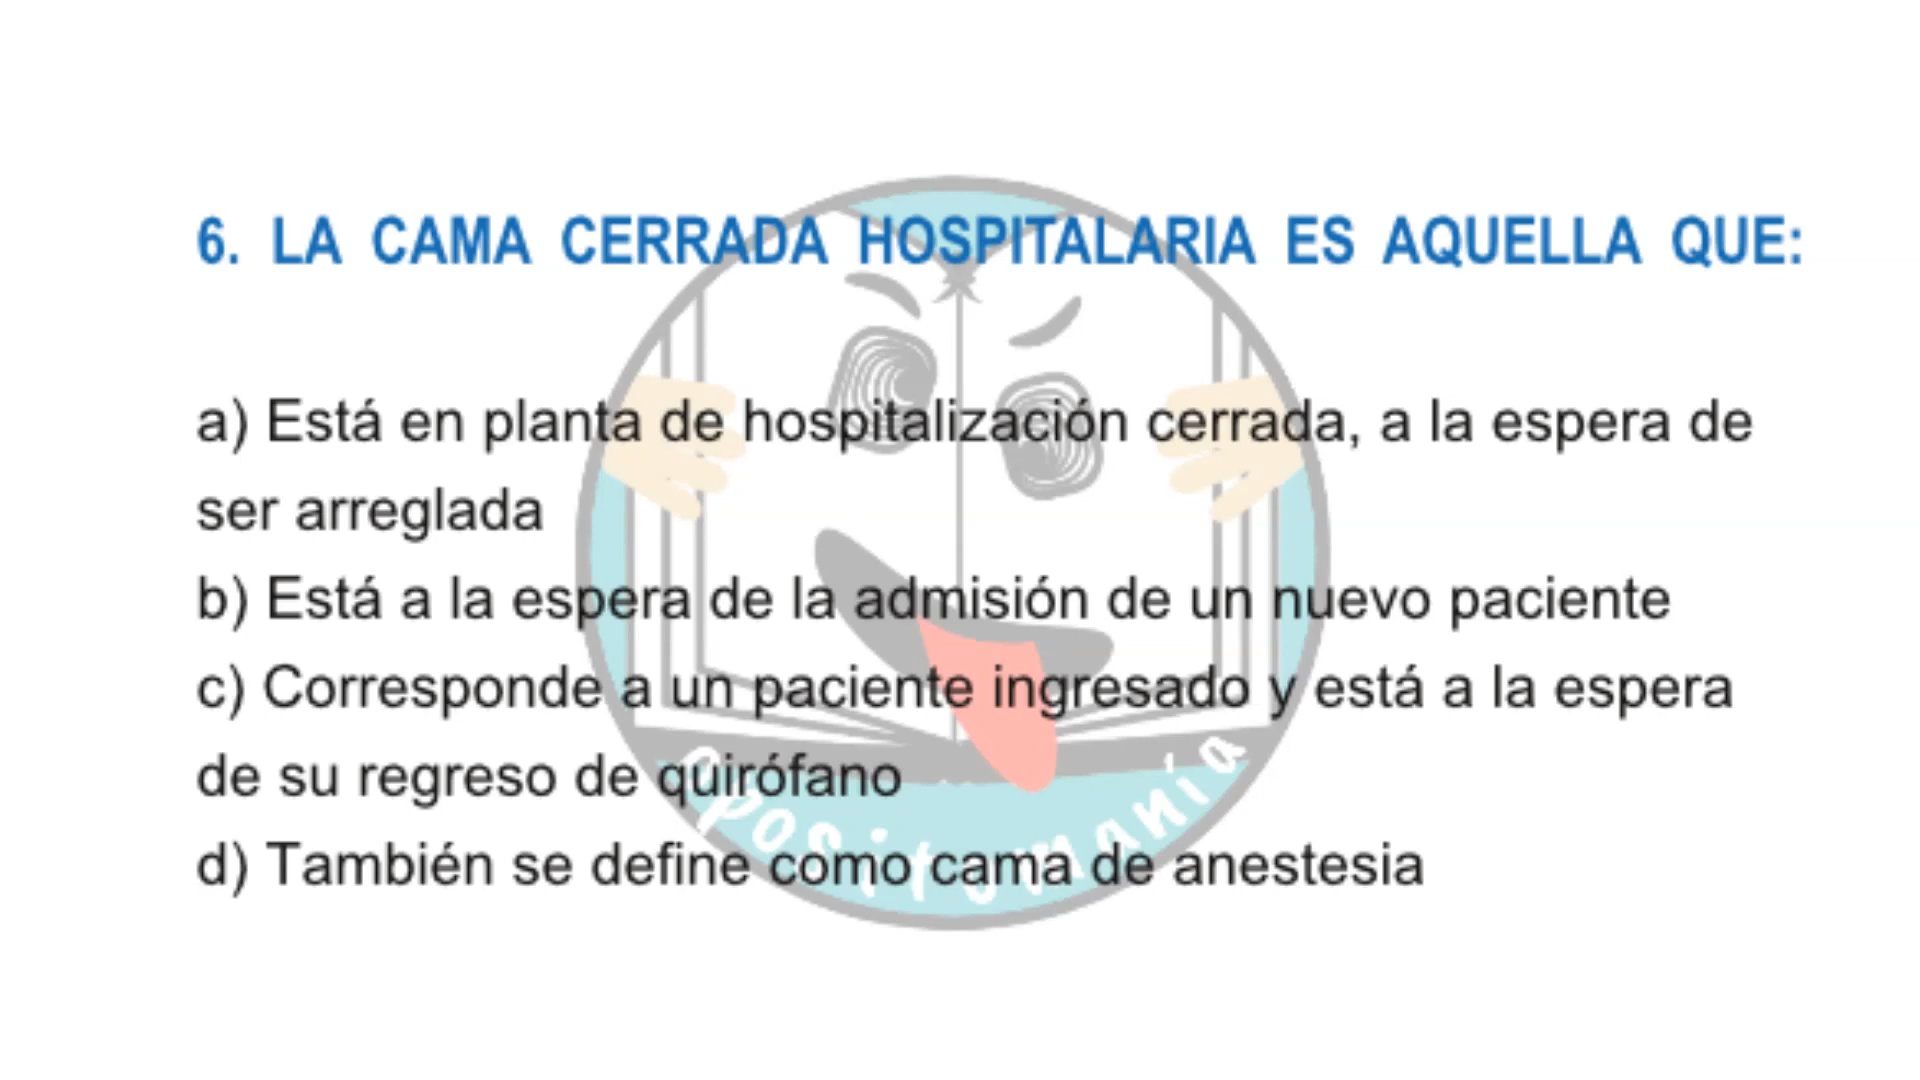 6. LA CAMA CERRADA HOSPITALARIA ES AQUELLA QUE:
a) Está en planta de hospitalización cerrada, a la espera de
ser arreglada
b) Está a la espera de la admisión de un nuevo paciente
c) Corresponde a un paciente ingresado y está a la espera
de su regreso de quirófano
d) También se define como cama de anestesia
opositomanía